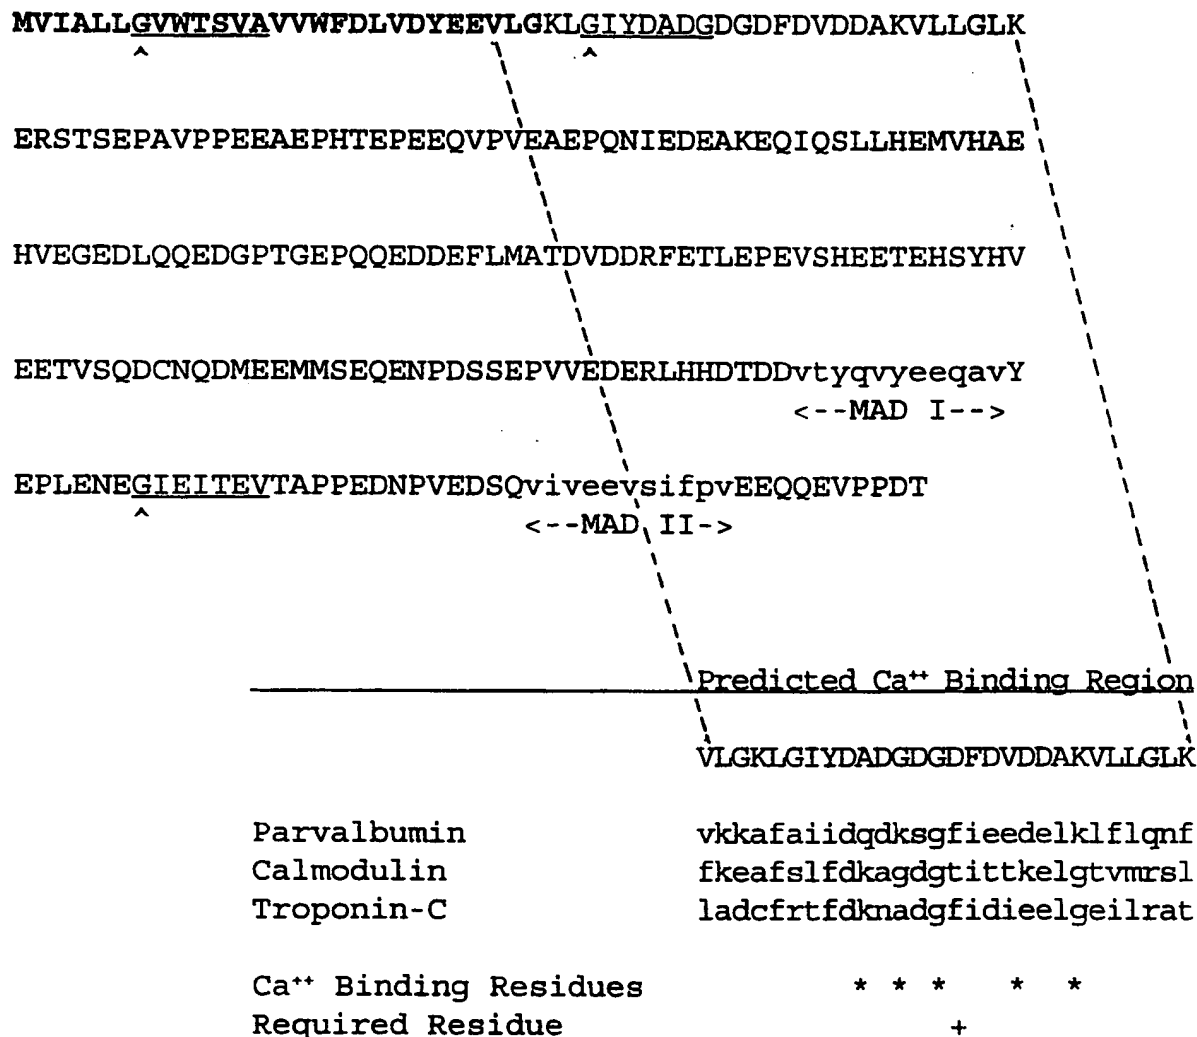 MVIALLGVWTSVAVVWFDLVDYEEVLGKLGIYDADGDGDFDVDDAKVLLGLK
^ ^
ERSTSEPAVPPEEAEPHTEPEEQVPVEAEPQNIEDEAKEQIQSLLHEMVHAE
HVEGEDLQQEDGPTGEPQQEDDEFLMATDVDDRFETLEPEVSHEETEHSYHV
EETVSQDCNQDMEEMMSEQENPDSSEPVVEDERLHHDTDDvtyqvyeeqavY
<--MAD I-->
EPLENEGIEITEVTAPPEDNPVEDSQviveevsifpvEEQQEVPPDT
^ <--MAD II->
Predicted Ca⁺⁺ Binding Region
VLGKLGIYDADGDGDFDVDDAKVLLGLK
Parvalbumin vkkafaiidqdksgfieedelklflqnf
Calmodulin fkeafslfdkagdgtittkelgtvmrsl
Troponin-C ladcfrtfdknadgfidieelgeilrat
Ca⁺⁺ Binding Residues * * * * *
Required Residue +